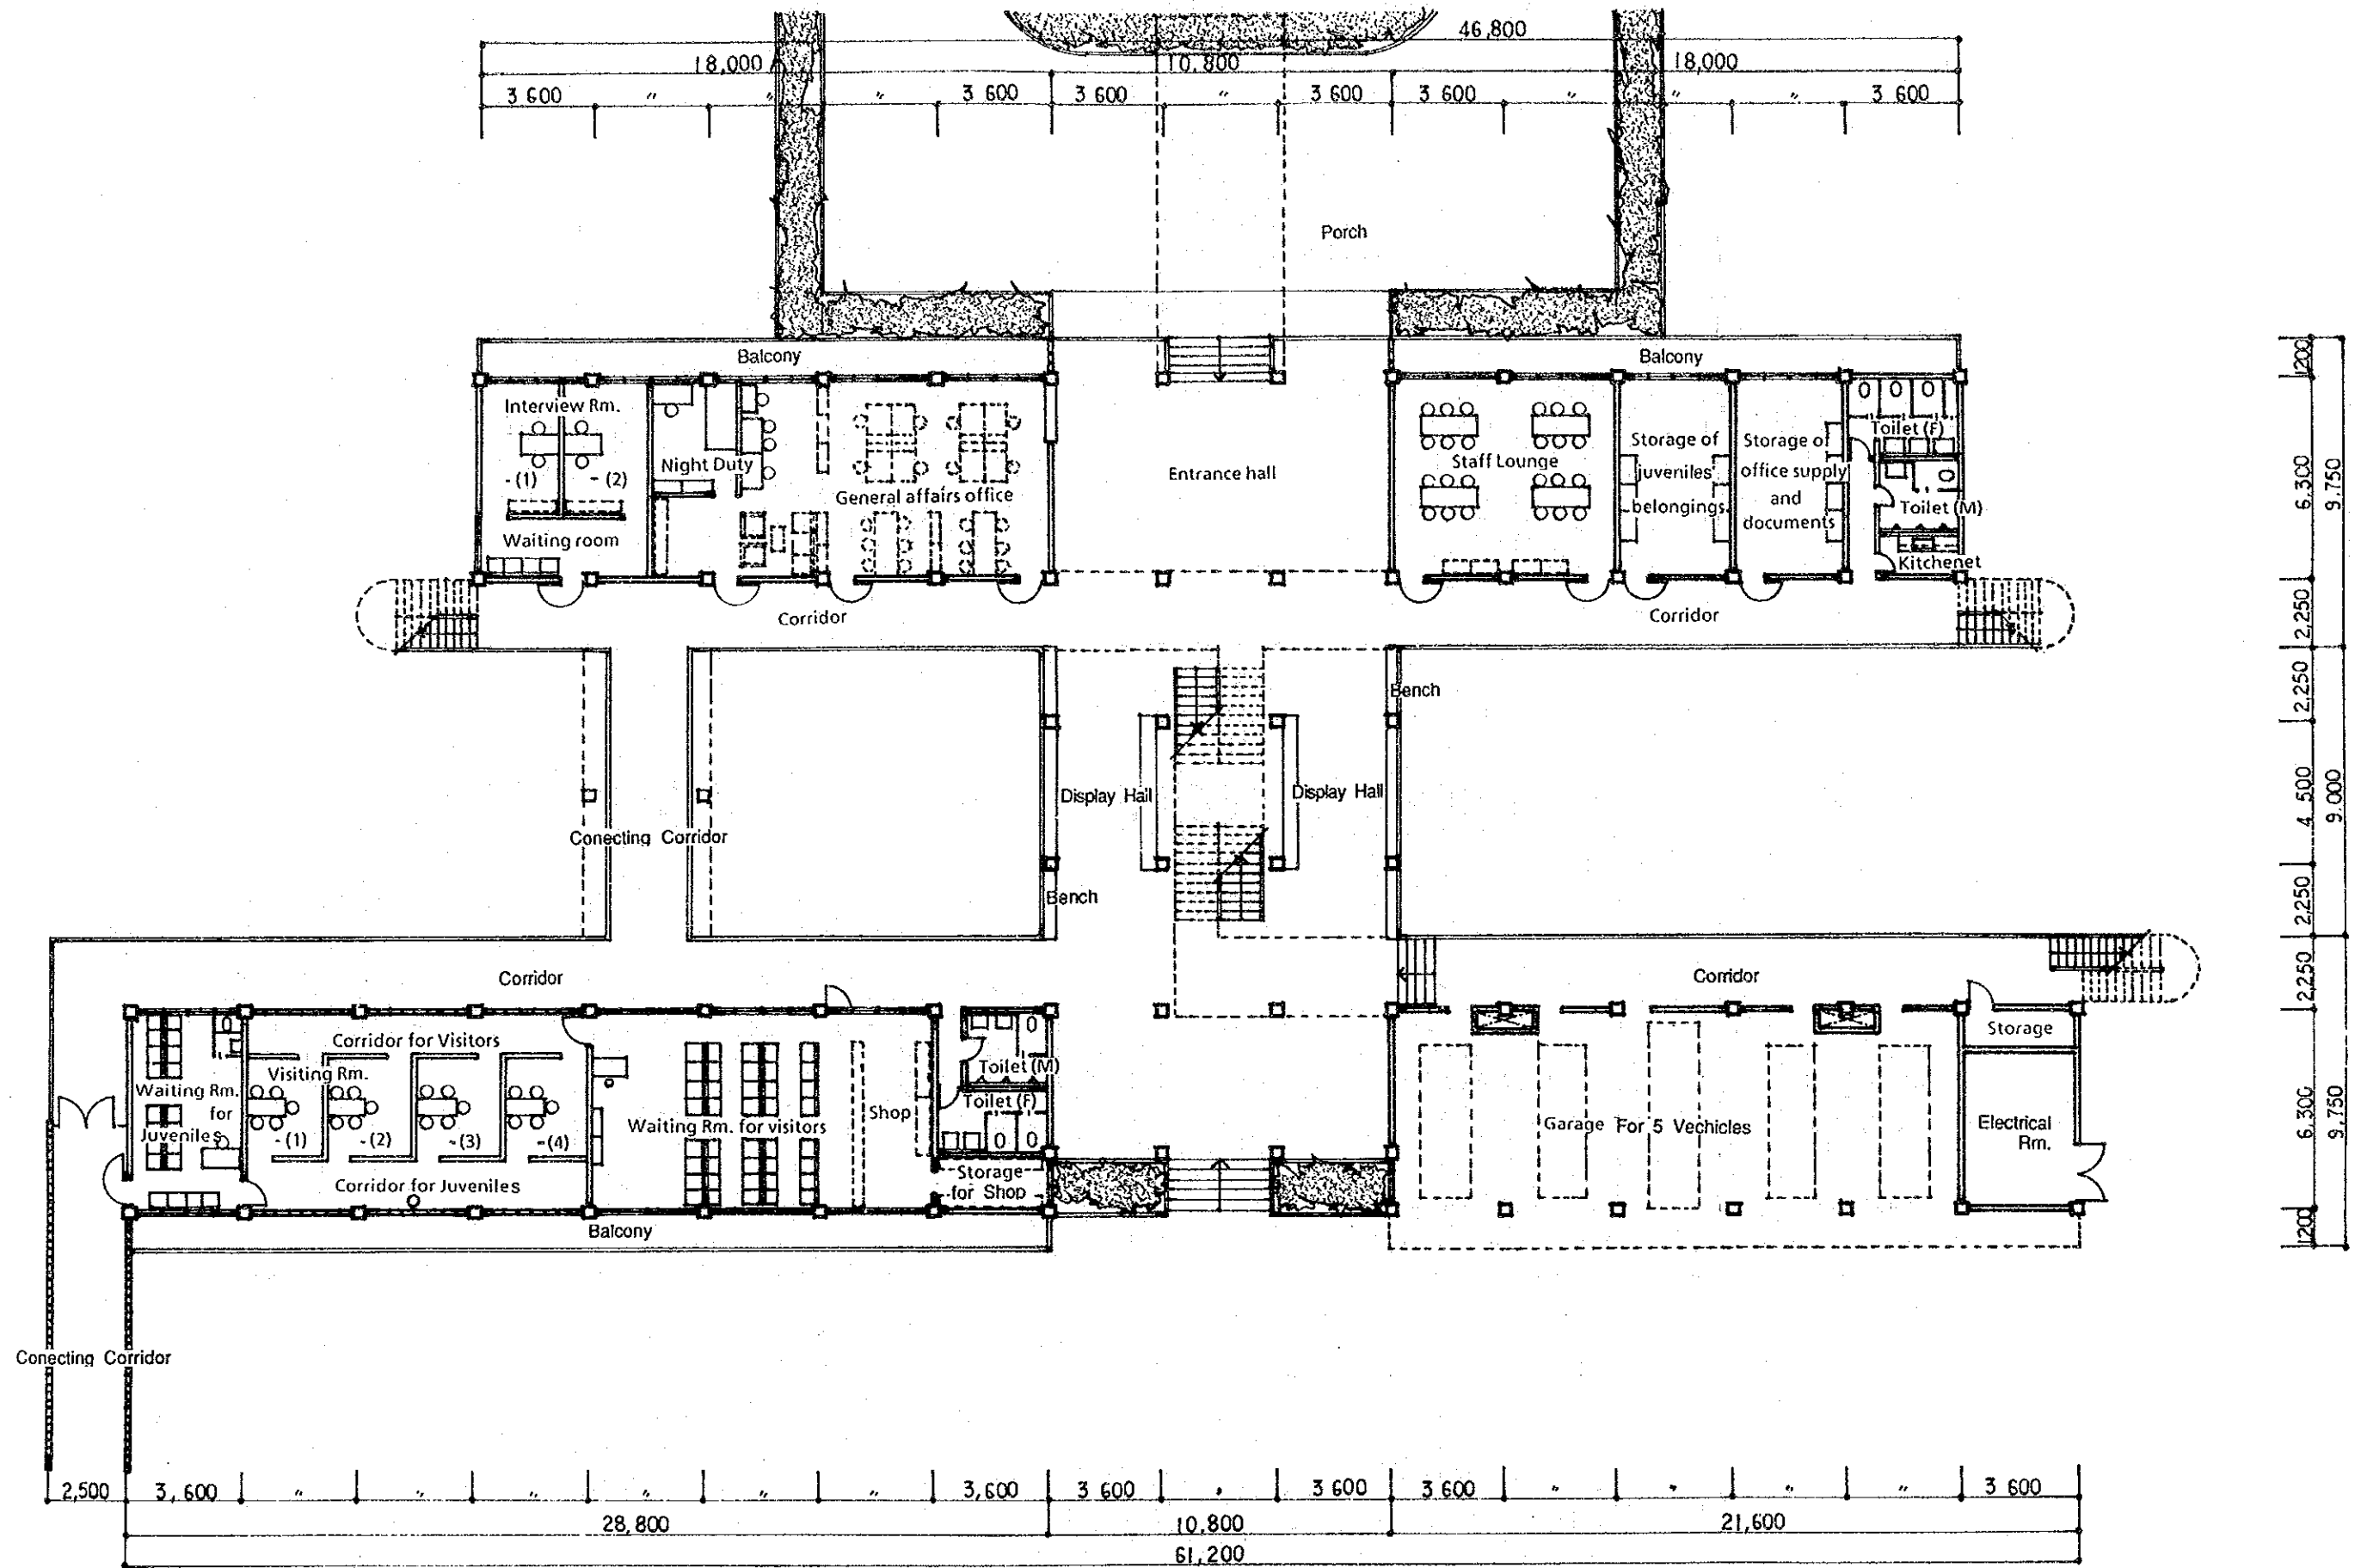 46,800
18,000
10,800
18,000
3 600
〃
〃
〃
3 600
3 600
〃
3 600
3 600
〃
〃
〃
3 600
Porch
Balcony
Balcony
Interview Rm.
-(1)
-(2)
Waiting room
Night Duty
General affairs office
Entrance hall
Staff Lounge
Storage of
juveniles
belongings
Storage of
office supply
and
documents
Toilet (F)
Toilet (M)
Kitchenet
Corridor
Corridor
1,200
6,300
9,750
2,250
2,250
4 500
9.000
2,250
2,250
6,300
9,750
1,200
Bench
Display Hall
Display Hall
Conecting Corridor
Bench
Corridor
Corridor
Corridor for Visitors
Visiting Rm.
-(1)
-(2)
-(3)
-(4)
Waiting Rm.
for
Juveniles
Corridor for Juveniles
Waiting Rm. for visitors
Shop
Toilet (M)
Toilet (F)
Storage
for Shop
Garage For 5 Vechicles
Storage
Electrical
Rm.
Balcony
Conecting Corridor
2,500
3,600
〃
〃
〃
〃
〃
〃
3,600
3 600
〃
3 600
3 600
〃
〃
〃
〃
3 600
28,800
10,800
21,600
61,200